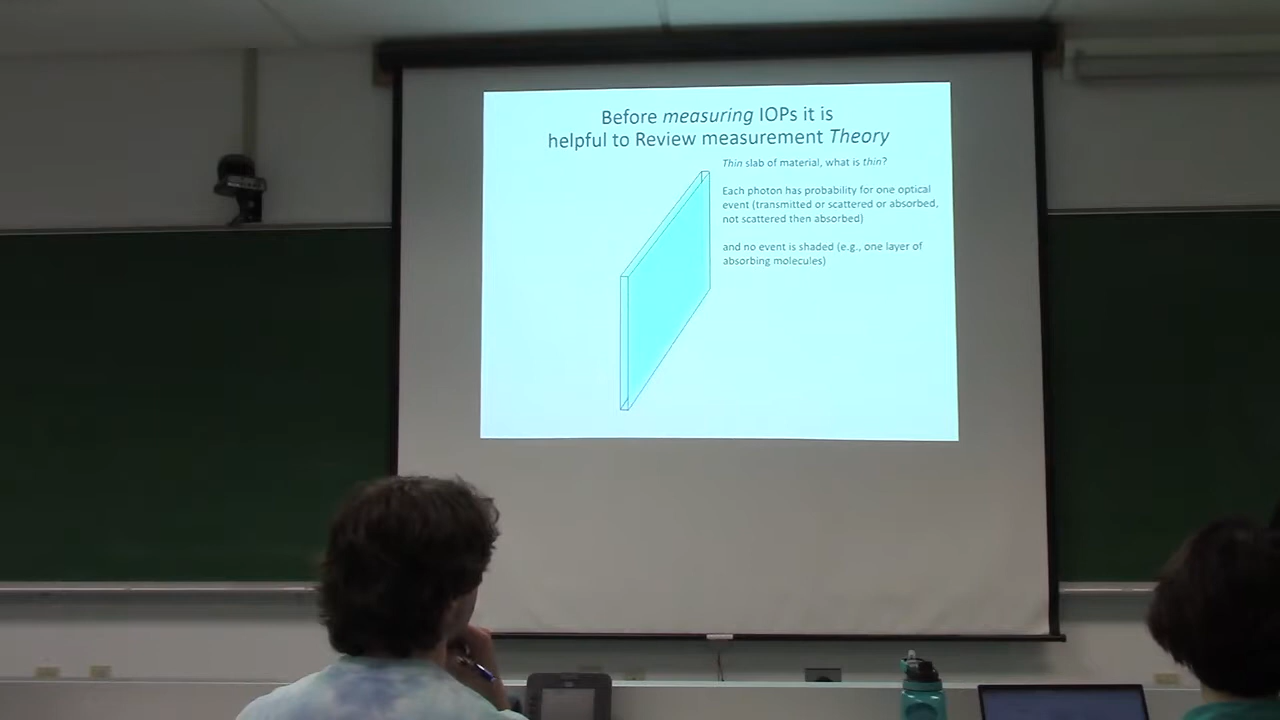 Before measuring IOPs it is
helpful to Review measurement Theory
Thin slab of material, what is thin?
Each photon has probability for one optical
event (transmitted or scattered or absorbed,
not scattered then absorbed)
and no event is shaded (e.g., one layer of
absorbing molecules)